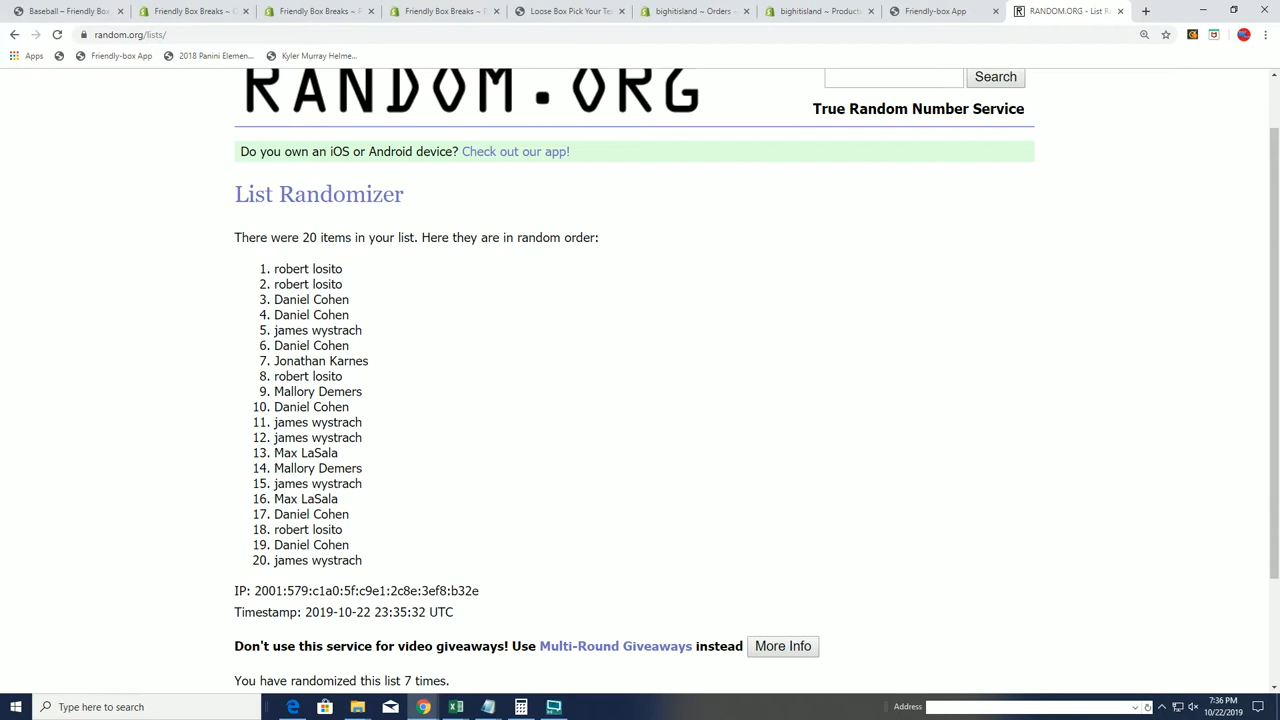 Baseball – Friendly Box
Friendly Box Breaks –
Friendly Box Breaks –
Friendly Box Breaks –
Loose Box Pick Your Te
bighitisland ~ Orders ~
bighitisland ~ Product
Friendly-box App
RANDOM.ORG - List Ra
random.org/lists/
Apps
Friendly-box App
2018 Panini Elemen...
Kyler Murray Helme...
RANDOM.ORG
Search
True Random Number Service
Do you own an iOS or Android device? Check out our app!
List Randomizer
There were 20 items in your list. Here they are in random order:
1. robert losito
2. robert losito
3. Daniel Cohen
4. Daniel Cohen
5. james wystrach
6. Daniel Cohen
7. Jonathan Karnes
8. robert losito
9. Mallory Demers
10. Daniel Cohen
11. james wystrach
12. james wystrach
13. Max LaSala
14. Mallory Demers
15. james wystrach
16. Max LaSala
17. Daniel Cohen
18. robert losito
19. Daniel Cohen
20. james wystrach
IP: 2001:579:c1a0:5f:c9e1:2c8e:3ef8:b32e
Timestamp: 2019-10-22 23:35:32 UTC
Don't use this service for video giveaways! Use Multi-Round Giveaways instead More Info
You have randomized this list 7 times.
Type here to search
Address
7:36 PM
10/22/2019